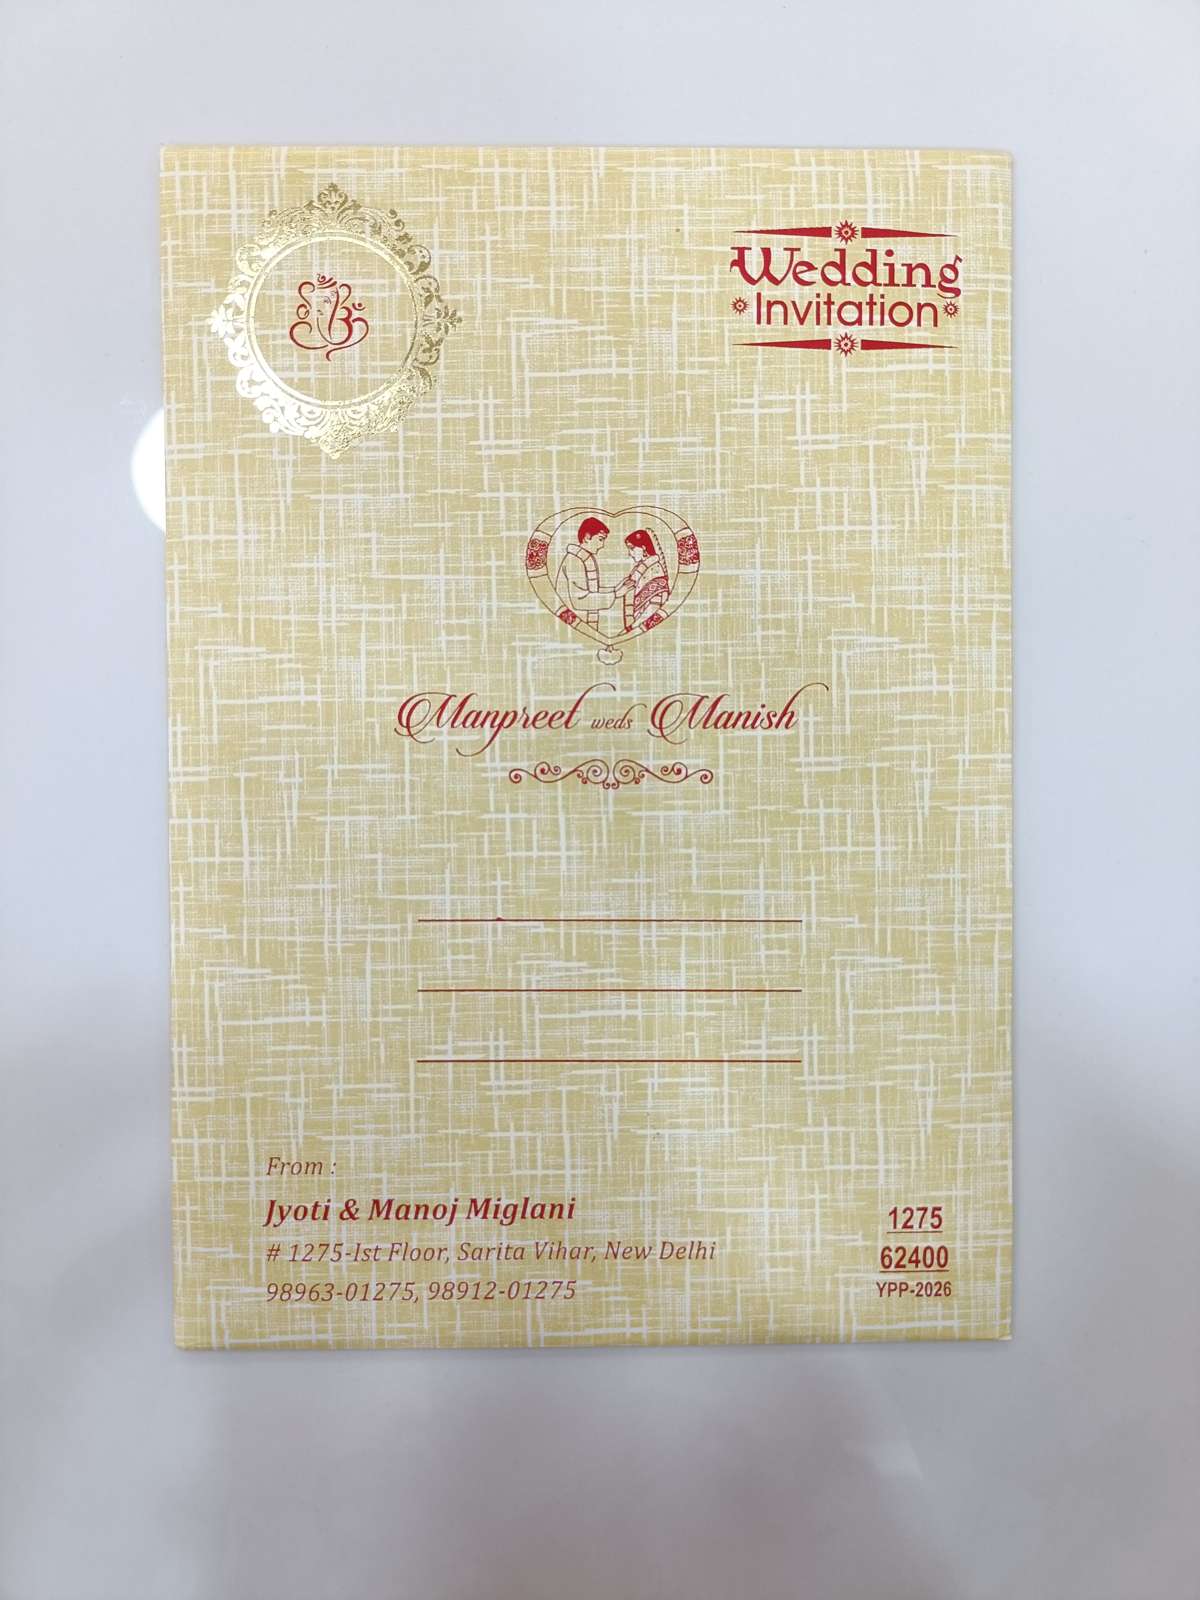 Wedding
Invitation
Manpreet weds Manish
From :
Jyoti & Manoj Miglani
# 1275-Ist Floor, Sarita Vihar, New Delhi
98963-01275, 98912-01275
1275
62400
YPP-2026